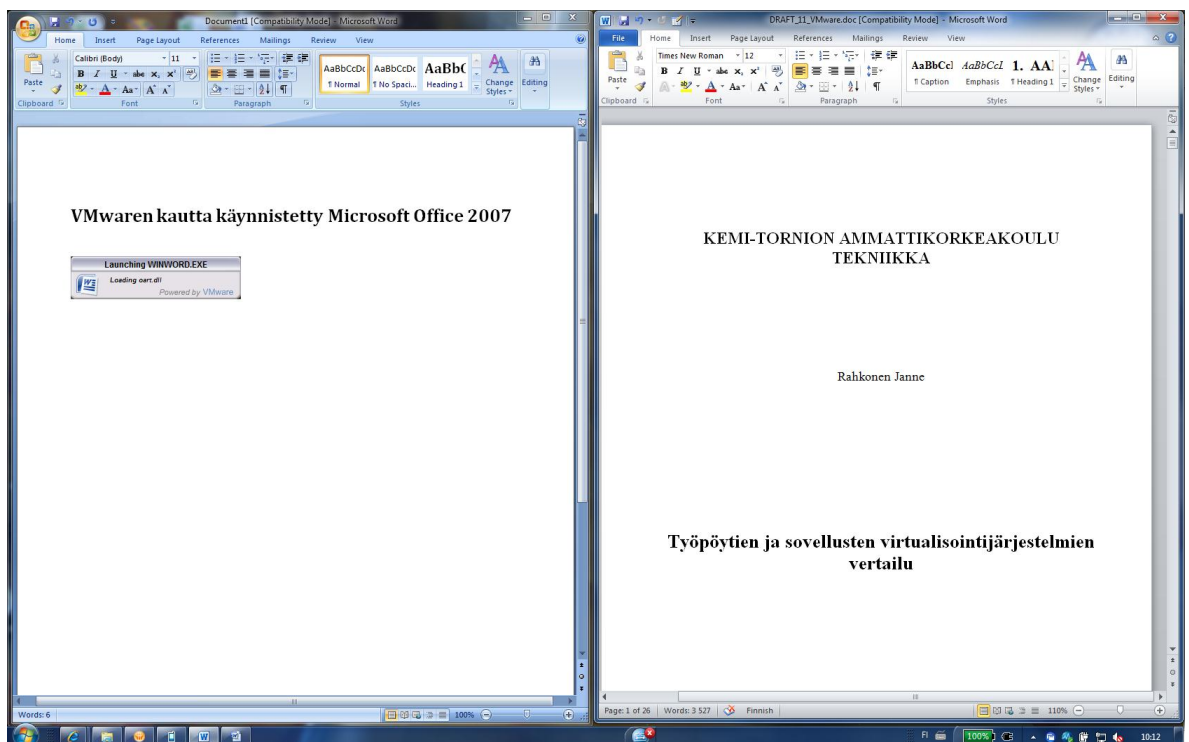 Document1 [Compatibility Mode] - Microsoft Word
Home Insert Page Layout References Mailings Review View
Paste
Calibri (Body) 11
AaBbCcDc AaBbCcDc AaBbC
¶ Normal ¶ No Spaci... Heading 1
Change Styles
Editing
Clipboard Font Paragraph Styles
VMwaren kautta käynnistetty Microsoft Office 2007
Launching WINWORD.EXE
Loading oart.dll
Powered by VMware
Words: 6
100%
DRAFT_11_VMware.doc [Compatibility Mode] - Microsoft Word
File Home Insert Page Layout References Mailings Review View
Paste
Times New Roman 12
AaBbCcI AaBbCcI 1. AA
¶ Caption Emphasis ¶ Heading 1
Change Styles
Editing
Clipboard Font Paragraph Styles
KEMI-TORNION AMMATTIKORKEAKOULU
TEKNIIKKA
Rahkonen Janne
Työpöytien ja sovellusten virtualisointijärjestelmien
vertailu
Page: 1 of 26 Words: 3 527 Finnish
110%
FI 100% 10:12